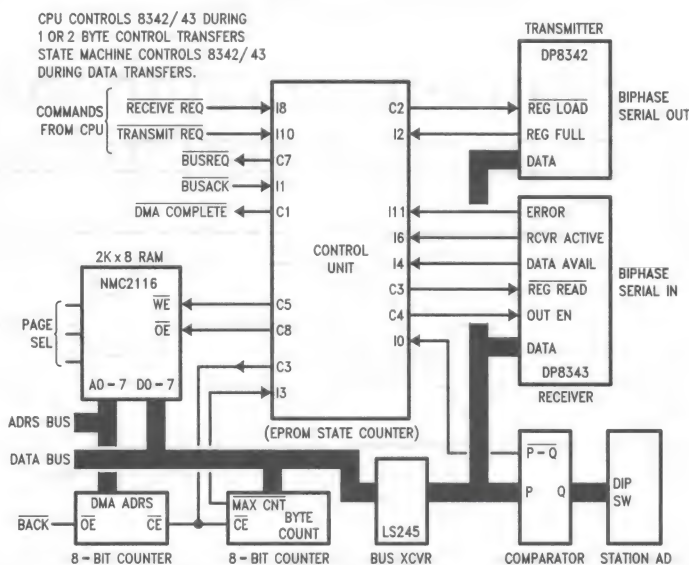 CPU CONTROLS 8342/43 DURING
1 OR 2 BYTE CONTROL TRANSFERS
STATE MACHINE CONTROLS 8342/43
DURING DATA TRANSFERS.
TRANSMITTER
DP8342
REG LOAD
REG FULL
DATA
BIPHASE
SERIAL OUT
COMMANDS
FROM CPU
RECEIVE REQ
TRANSMIT REQ
BUSREQ
BUSACK
DMA COMPLETE
I8
I10
C7
I1
C1
C5
C8
C3
I3
CONTROL
UNIT
C2
I2
I11
I6
I4
C3
C4
I0
(EPROM STATE COUNTER)
ERROR
RCVR ACTIVE
DATA AVAIL
REG READ
OUT EN
DATA
DP8343
RECEIVER
BIPHASE
SERIAL IN
2K x 8 RAM
NMC2116
WE
OE
A0-7 D0-7
PAGE
SEL
ADRS BUS
DATA BUS
BACK
DMA ADRS
OE CE
8-BIT COUNTER
MAX CNT
CE BYTE
COUNT
8-BIT COUNTER
LS245
BUS XCVR
P-Q
P Q
COMPARATOR
DIP
SW
STATION AD